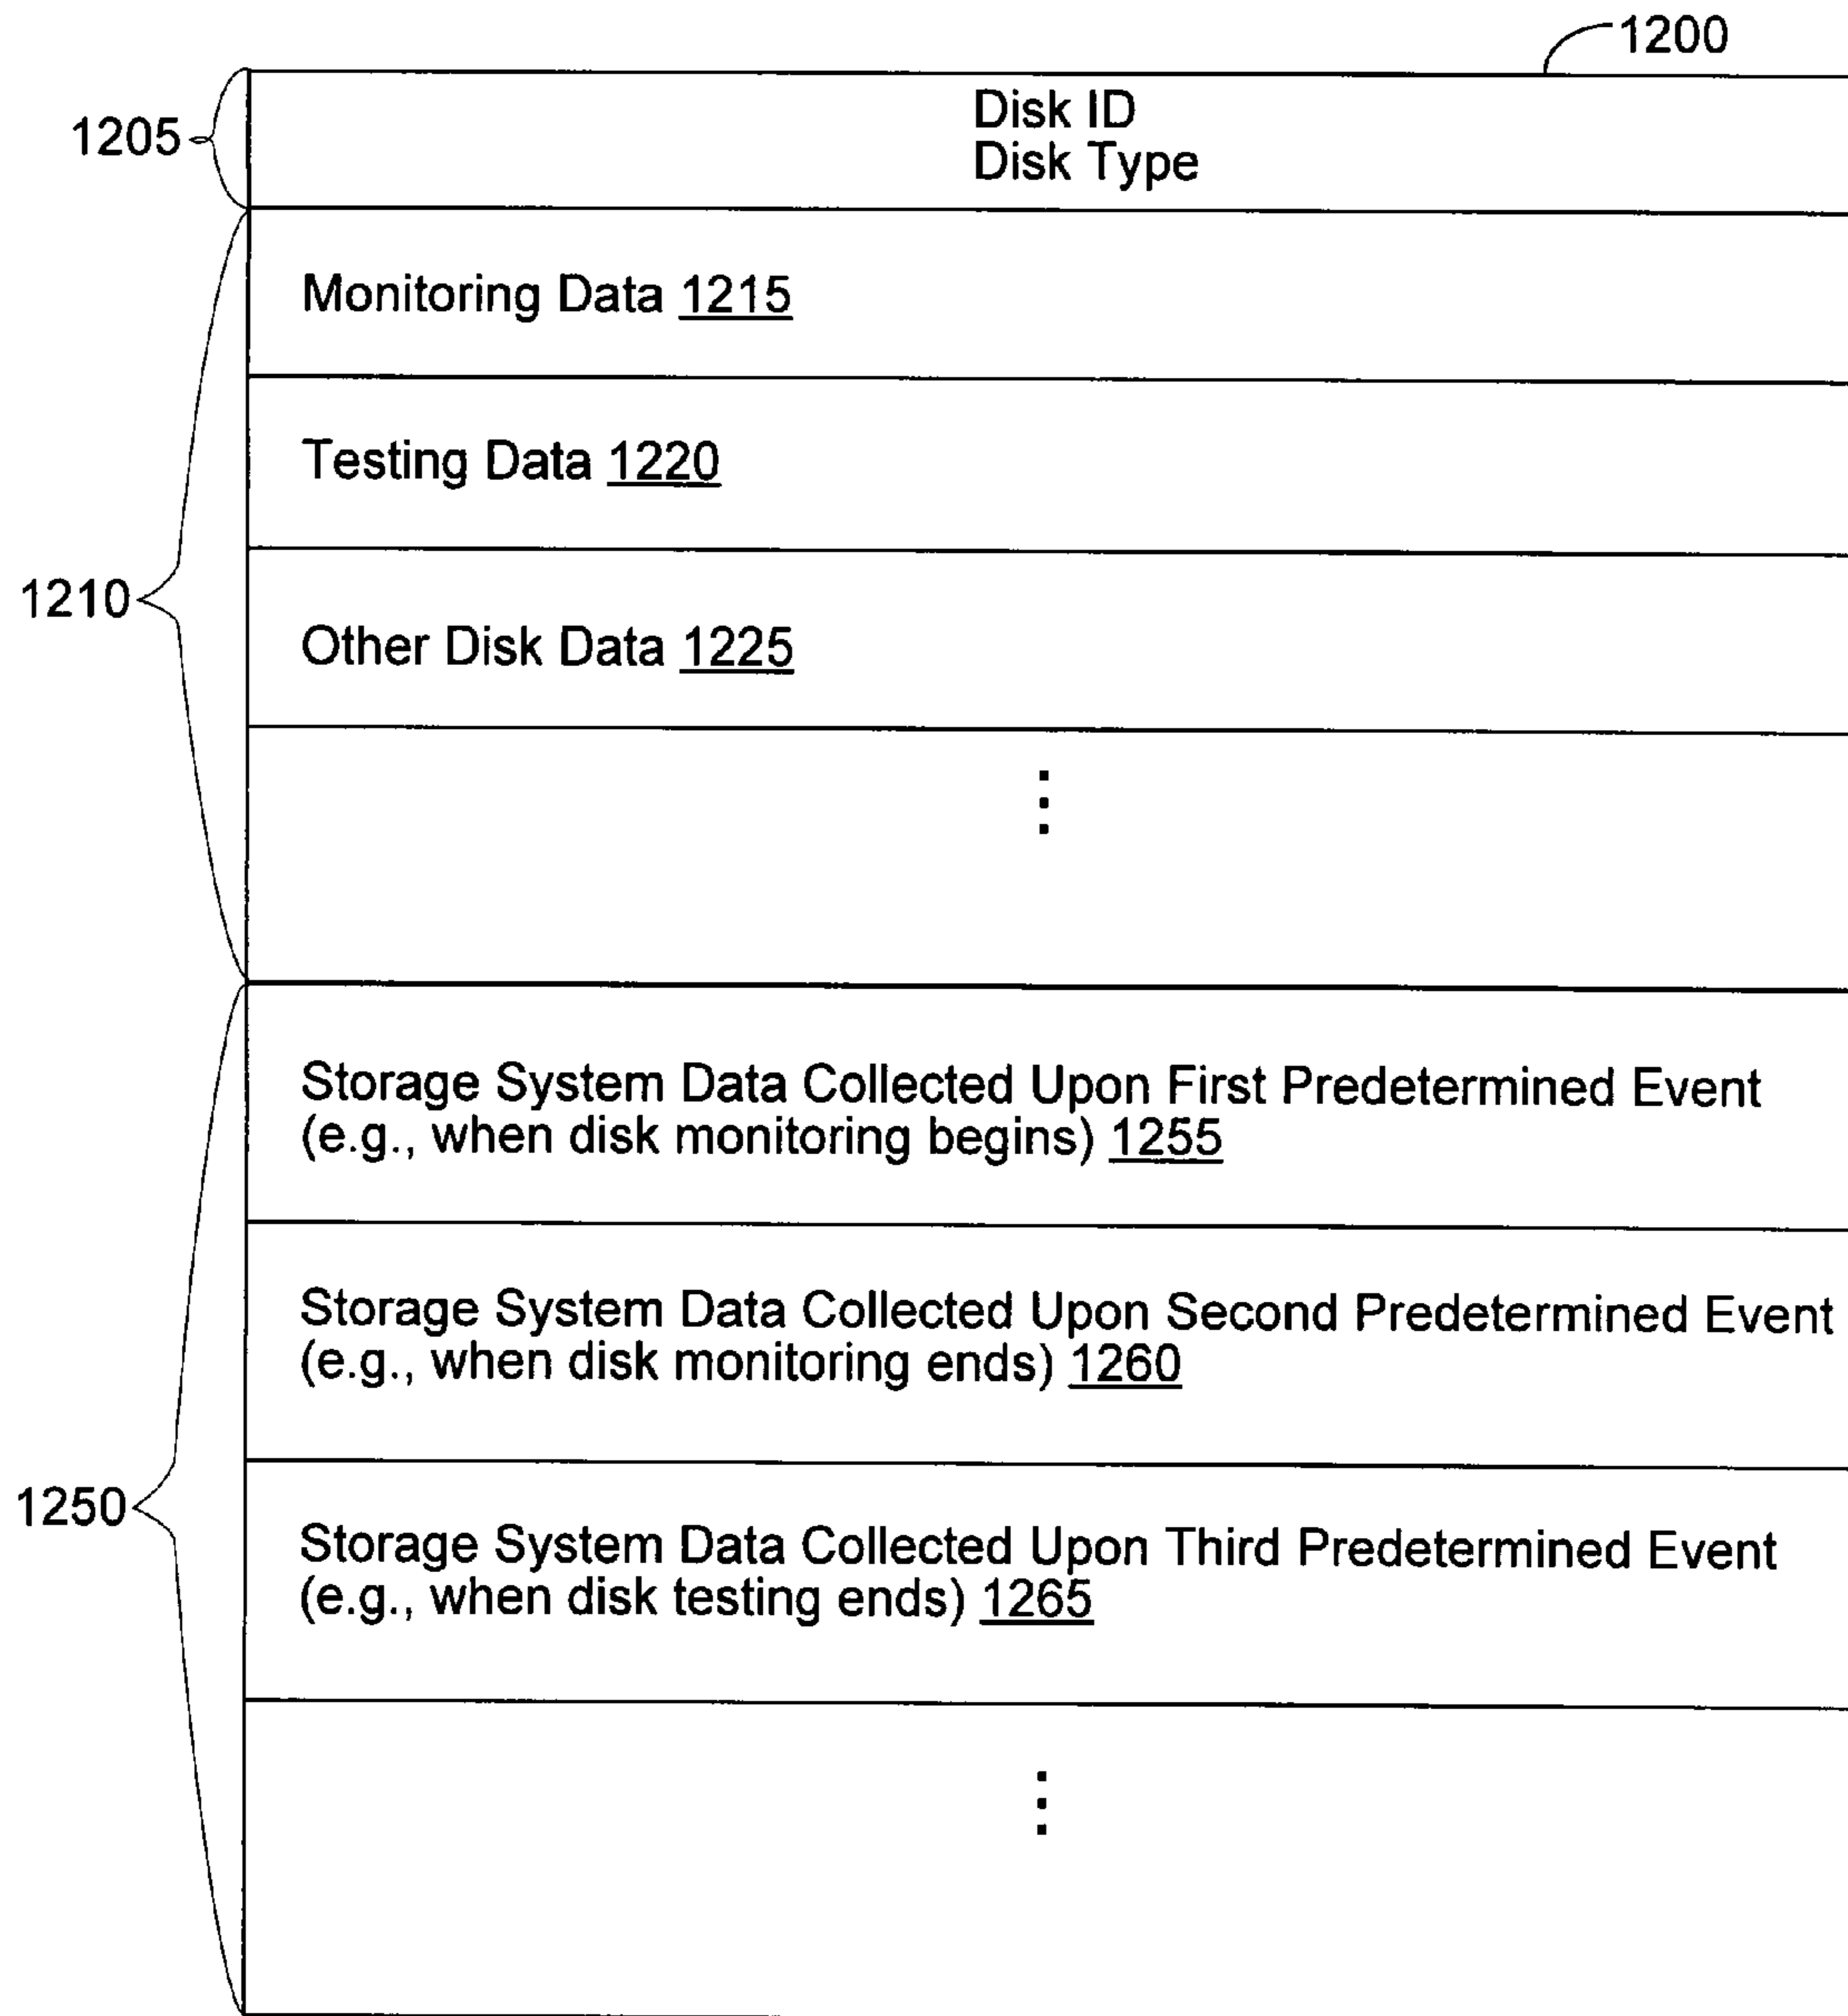 1200
1205
Disk ID
Disk Type
1210
Monitoring Data 1215
Testing Data 1220
Other Disk Data 1225
⋮
1250
Storage System Data Collected Upon First Predetermined Event
(e.g., when disk monitoring begins) 1255
Storage System Data Collected Upon Second Predetermined Event
(e.g., when disk monitoring ends) 1260
Storage System Data Collected Upon Third Predetermined Event
(e.g., when disk testing ends) 1265
⋮